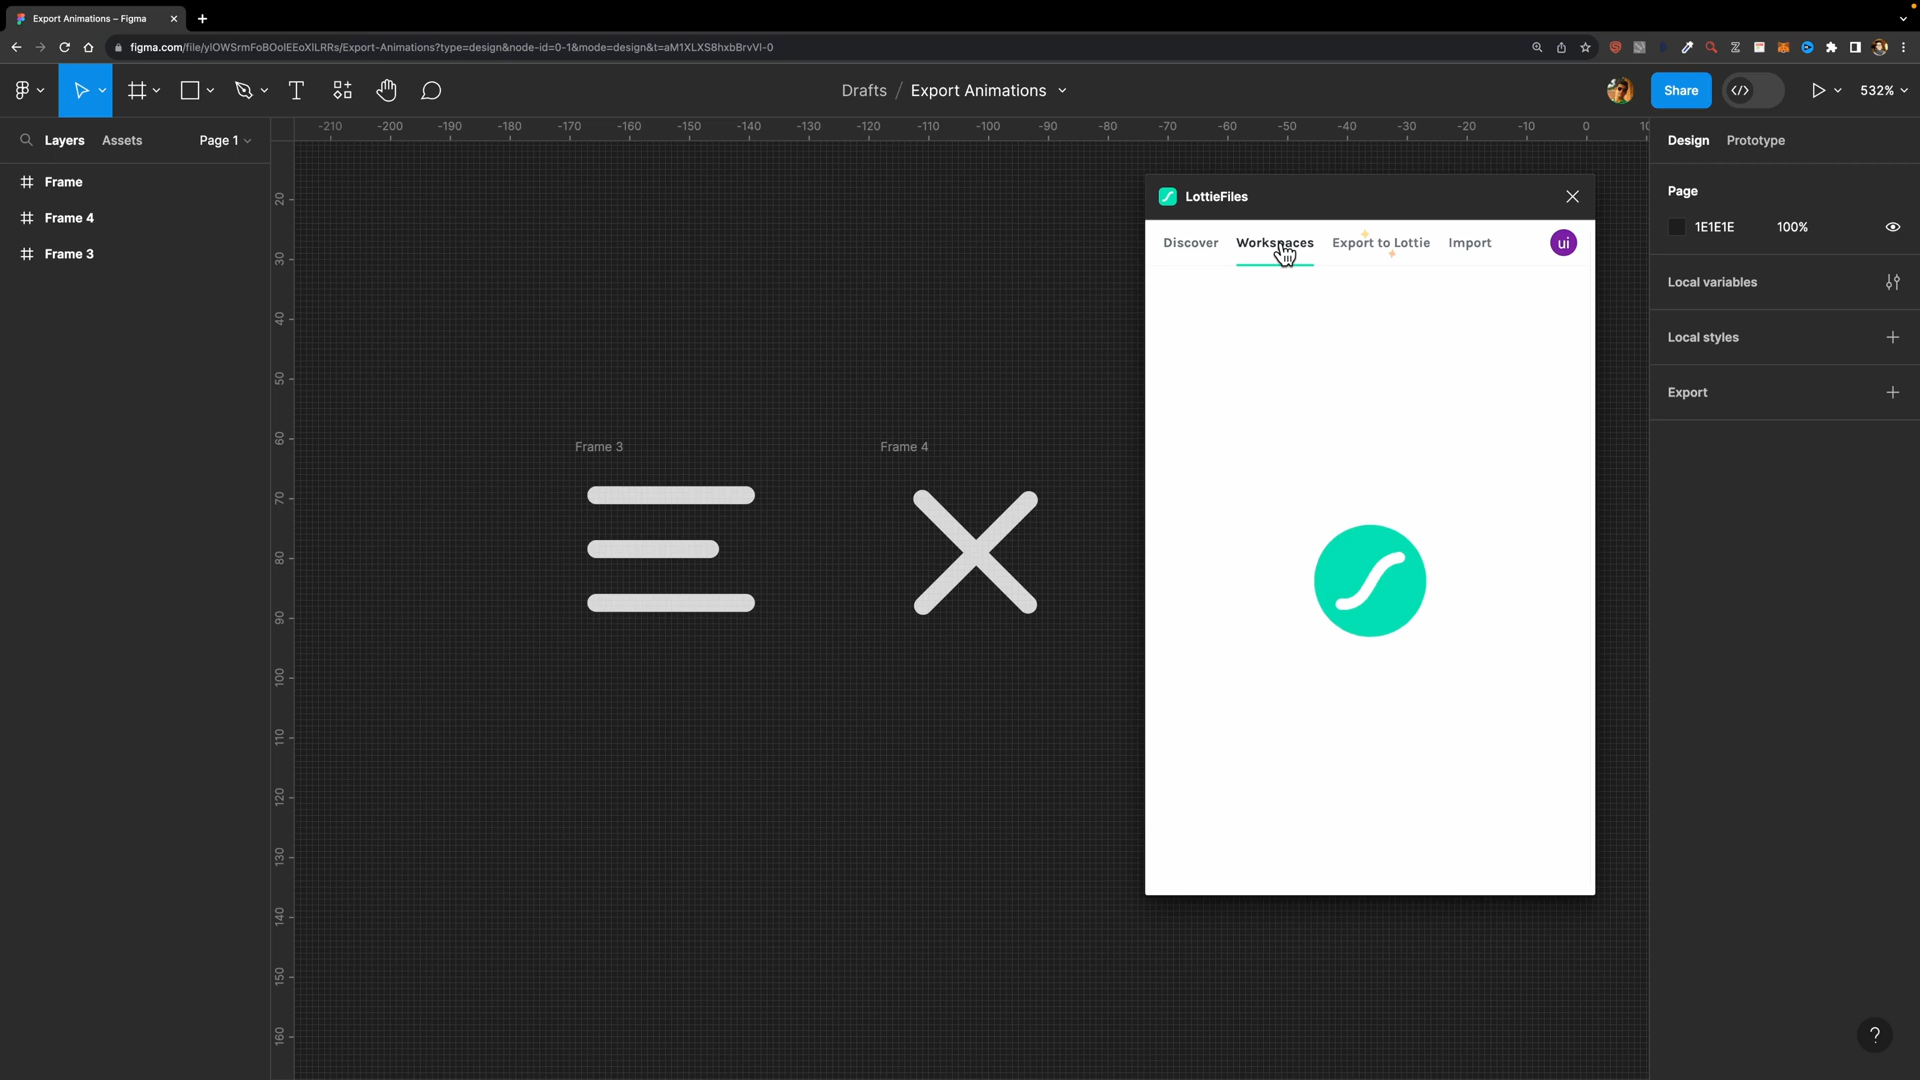 Export Animations – Figma
figma.com/file/ylOWSrmFoBOolEEoXlLRRs/Export-Animations?type=design&node-id=0-1&mode=design&t=aM1XLXS8hxbBrvVl-0
Drafts / Export Animations
Share
532%
Layers Assets Page 1
Frame
Frame 4
Frame 3
-210 -200 -190 -180 -170 -160 -150 -140 -130 -120 -110 -100 -90 -80 -70 -60 -50 -40 -30 -20 -10 0
20
30
40
50
60
70
80
90
100
110
120
130
140
150
160
Frame 3
Frame 4
LottieFiles
Discover Workspaces Export to Lottie Import ui
Design Prototype
Page
1E1E1E 100%
Local variables
Local styles
Export
?